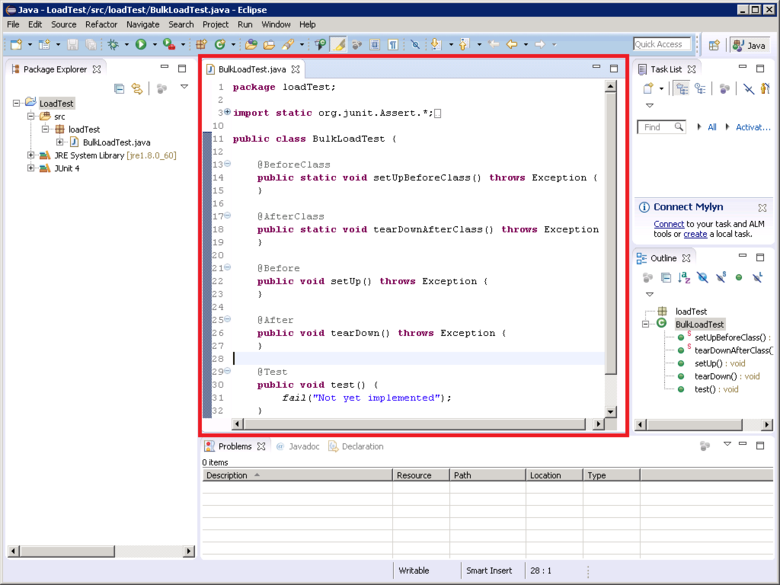 Java - LoadTest/src/loadTest/BulkLoadTest.java - Eclipse
File Edit Source Refactor Navigate Search Project Run Window Help
Quick Access
Java
Package Explorer
LoadTest
src
loadTest
BulkLoadTest.java
JRE System Library [jre1.8.0_60]
JUnit 4
BulkLoadTest.java
1 package loadTest;
2
3 import static org.junit.Assert.*;
10
11 public class BulkLoadTest {
12
13 @BeforeClass
14 public static void setUpBeforeClass() throws Exception {
15 }
16
17 @AfterClass
18 public static void tearDownAfterClass() throws Exception
19 }
20
21 @Before
22 public void setUp() throws Exception {
23 }
24
25 @After
26 public void tearDown() throws Exception {
27 }
28
29 @Test
30 public void test() {
31 fail("Not yet implemented");
32 }
Task List
Find
All
Activat...
Connect Mylyn
Connect to your task and ALM
tools or create a local task.
Outline
loadTest
BulkLoadTest
S setUpBeforeClass() :
S tearDownAfterClass(
setUp() : void
tearDown() : void
test() : void
Problems
Javadoc
Declaration
0 items
Description Resource Path Location Type
Writable Smart Insert 28 : 1